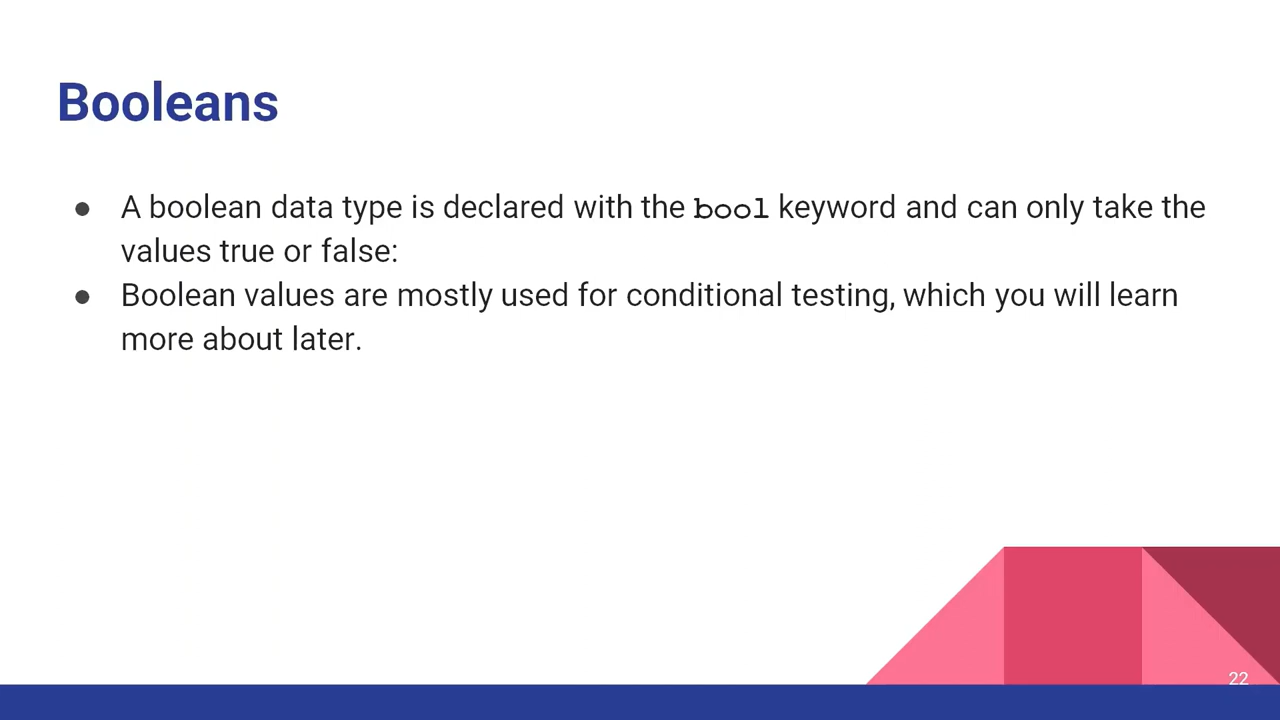 Booleans
● A boolean data type is declared with the bool keyword and can only take the
values true or false:
● Boolean values are mostly used for conditional testing, which you will learn
more about later.
22